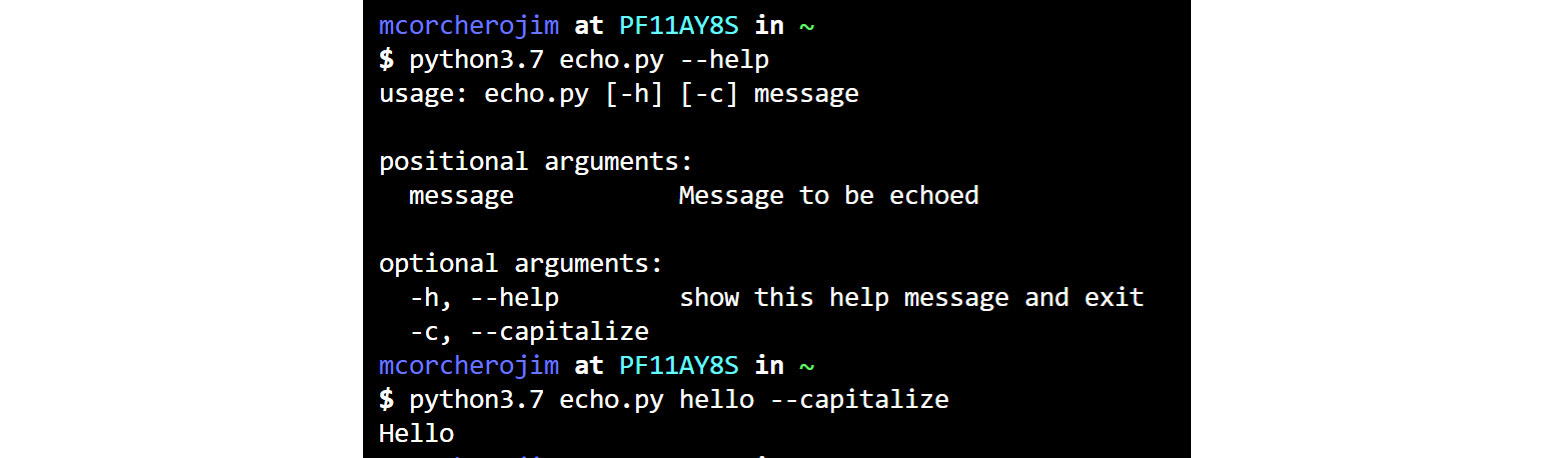 mcorcherojim at PF11AY8S in ~
$ python3.7 echo.py --help
usage: echo.py [-h] [-c] message
positional arguments:
  message           Message to be echoed
optional arguments:
  -h, --help        show this help message and exit
  -c, --capitalize
mcorcherojim at PF11AY8S in ~
$ python3.7 echo.py hello --capitalize
Hello